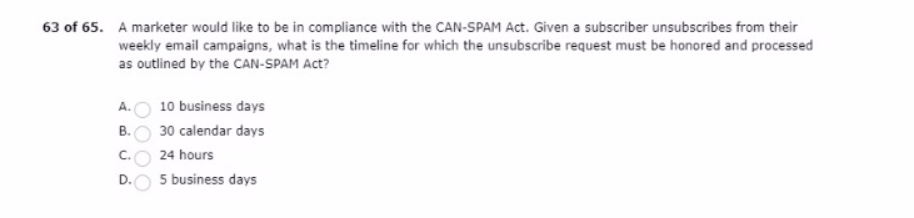 63 of 65. A marketer would like to be in compliance with the CAN-SPAM Act. Given a subscriber unsubscribes from their
weekly email campaigns, what is the timeline for which the unsubscribe request must be honored and processed
as outlined by the CAN-SPAM Act?
A. 10 business days
B. 30 calendar days
C. 24 hours
D. 5 business days